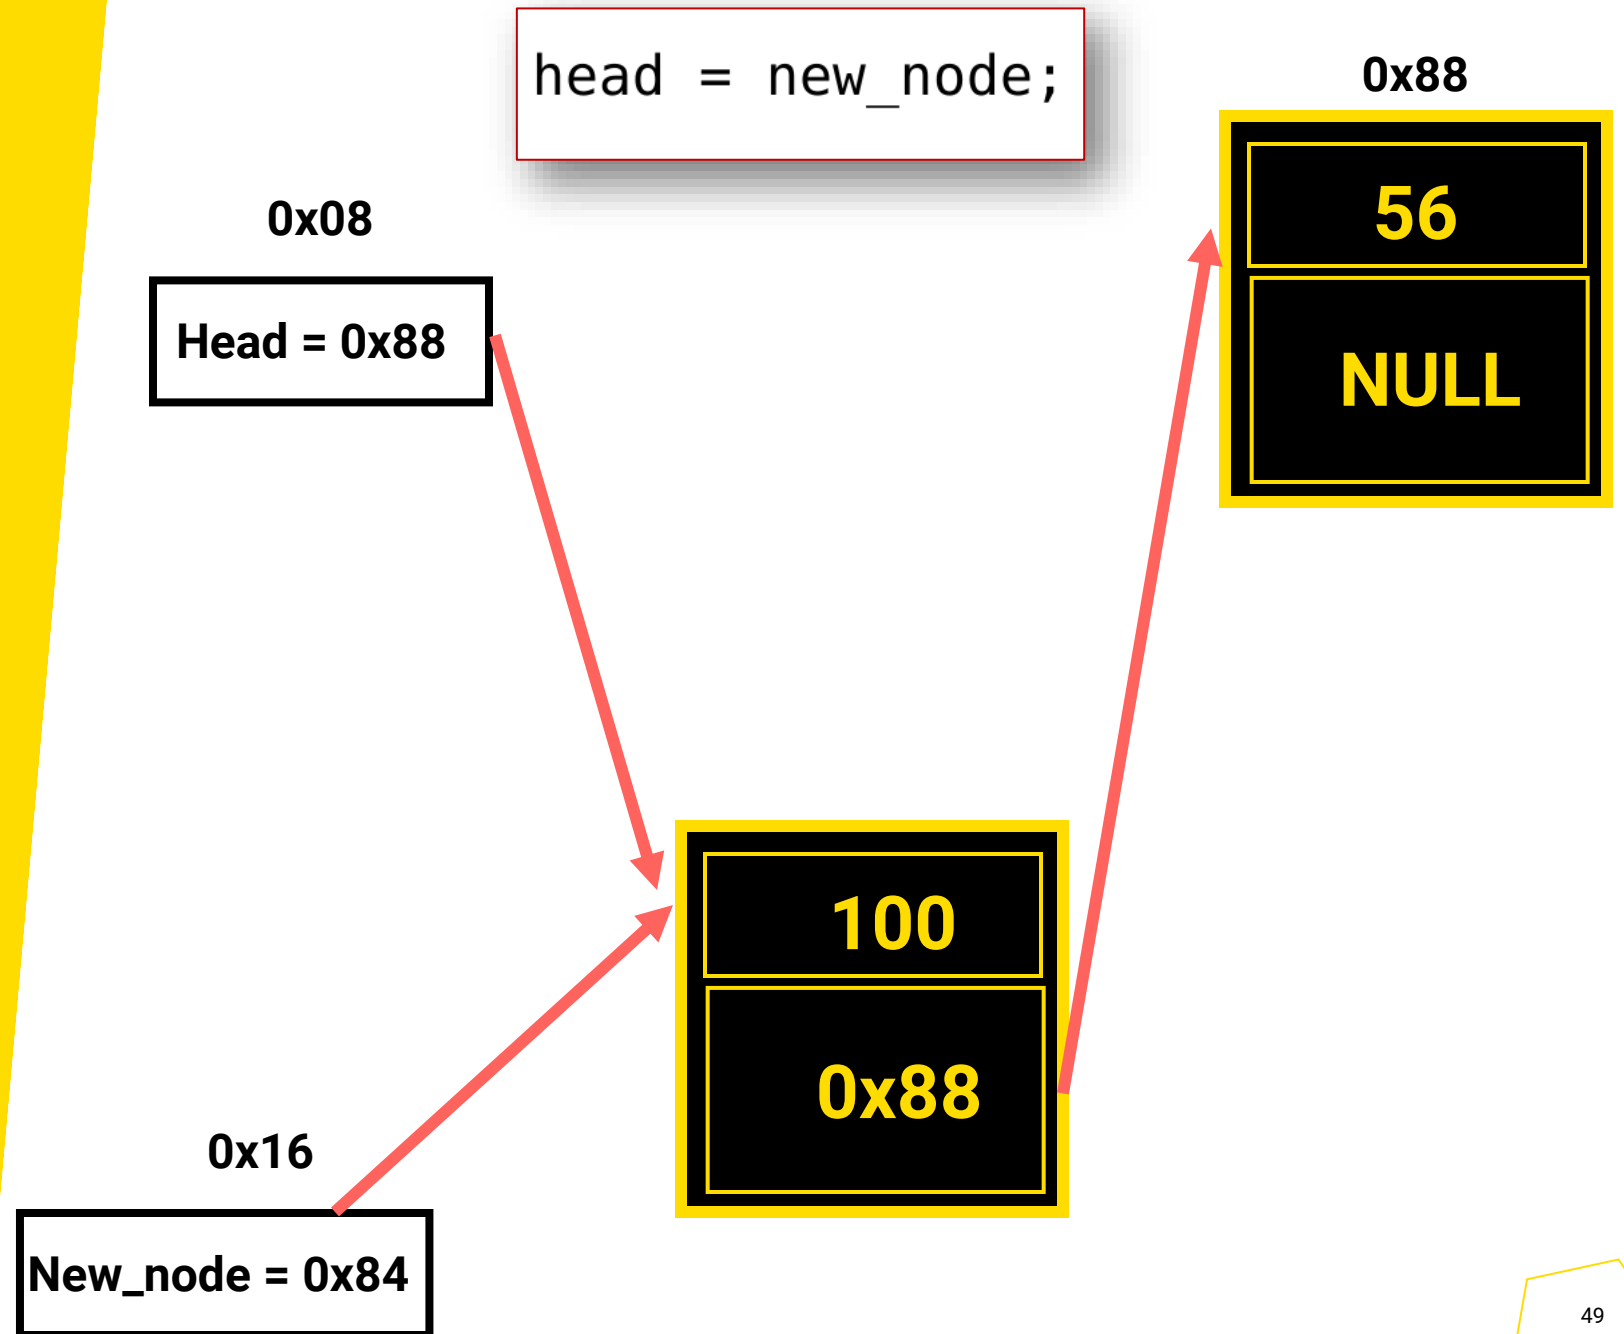 head = new_node;
0x88
56
NULL
0x08
Head = 0x88
100
0x88
0x16
New_node = 0x84
49